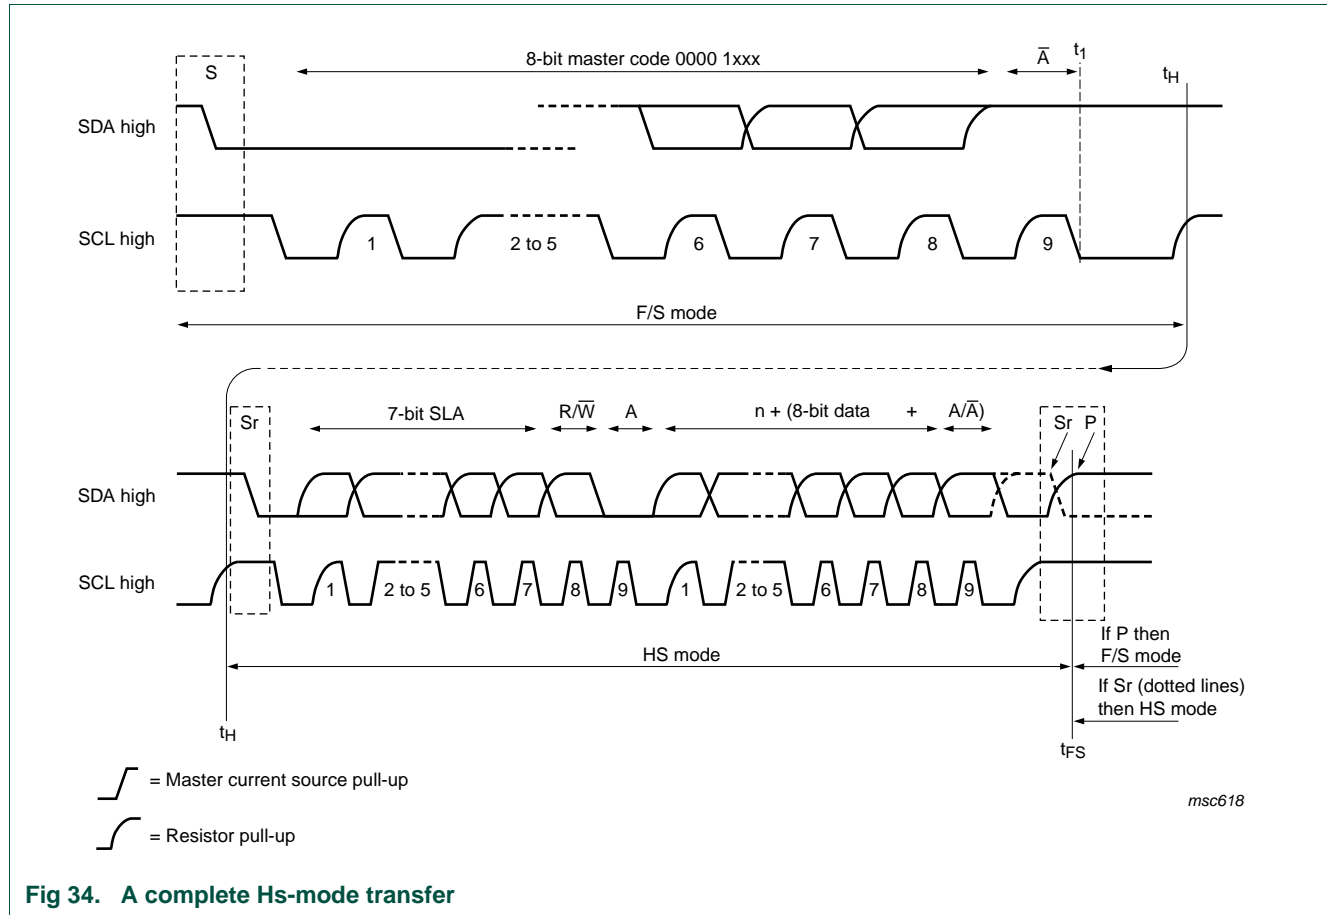 S
8-bit master code 0000 1xxx
A̅
t1
tH
SDA high
SCL high
1
2 to 5
6
7
8
9
F/S mode
Sr
7-bit SLA
R/W̅
A
n + (8-bit data + A/A̅)
Sr P
SDA high
SCL high
1
2 to 5
6
7
8
9
1
2 to 5
6
7
8
9
If P then
F/S mode
HS mode
If Sr (dotted lines)
then HS mode
tH
tFS
= Master current source pull-up
msc618
= Resistor pull-up
Fig 34. A complete Hs-mode transfer